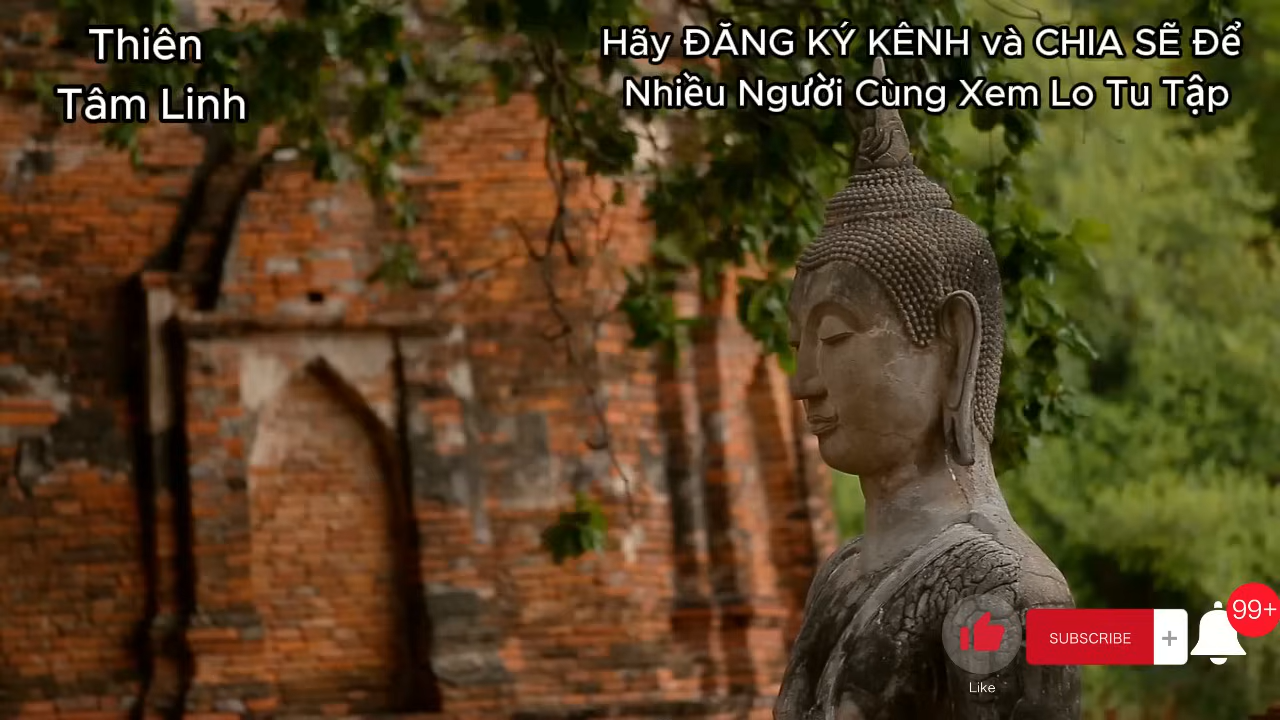 Thiên
Tâm Linh
Hãy ĐĂNG KÝ KÊNH và CHIA SẼ Để
Nhiều Người Cùng Xem Lo Tu Tập
99+
SUBSCRIBE
Like